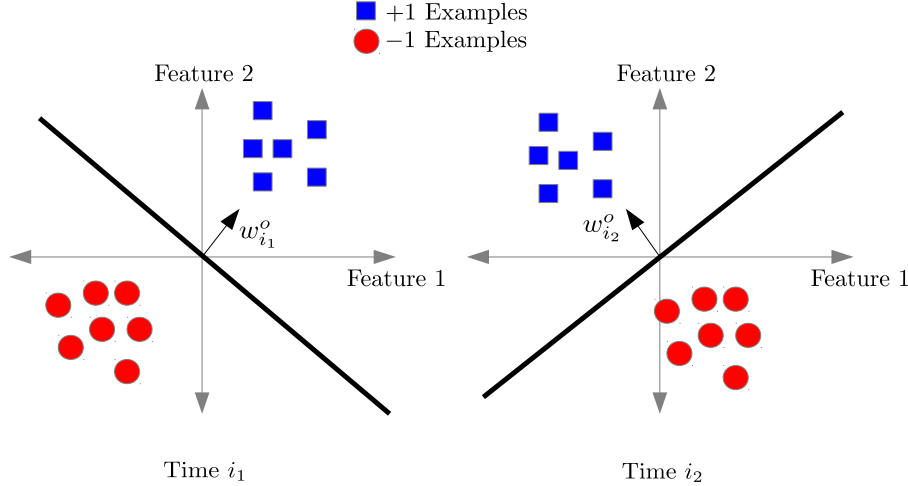 +1 Examples
−1 Examples
Feature 2
Feature 2
$w^o_{i_1}$
$w^o_{i_2}$
Feature 1
Feature 1
Time $i_1$
Time $i_2$